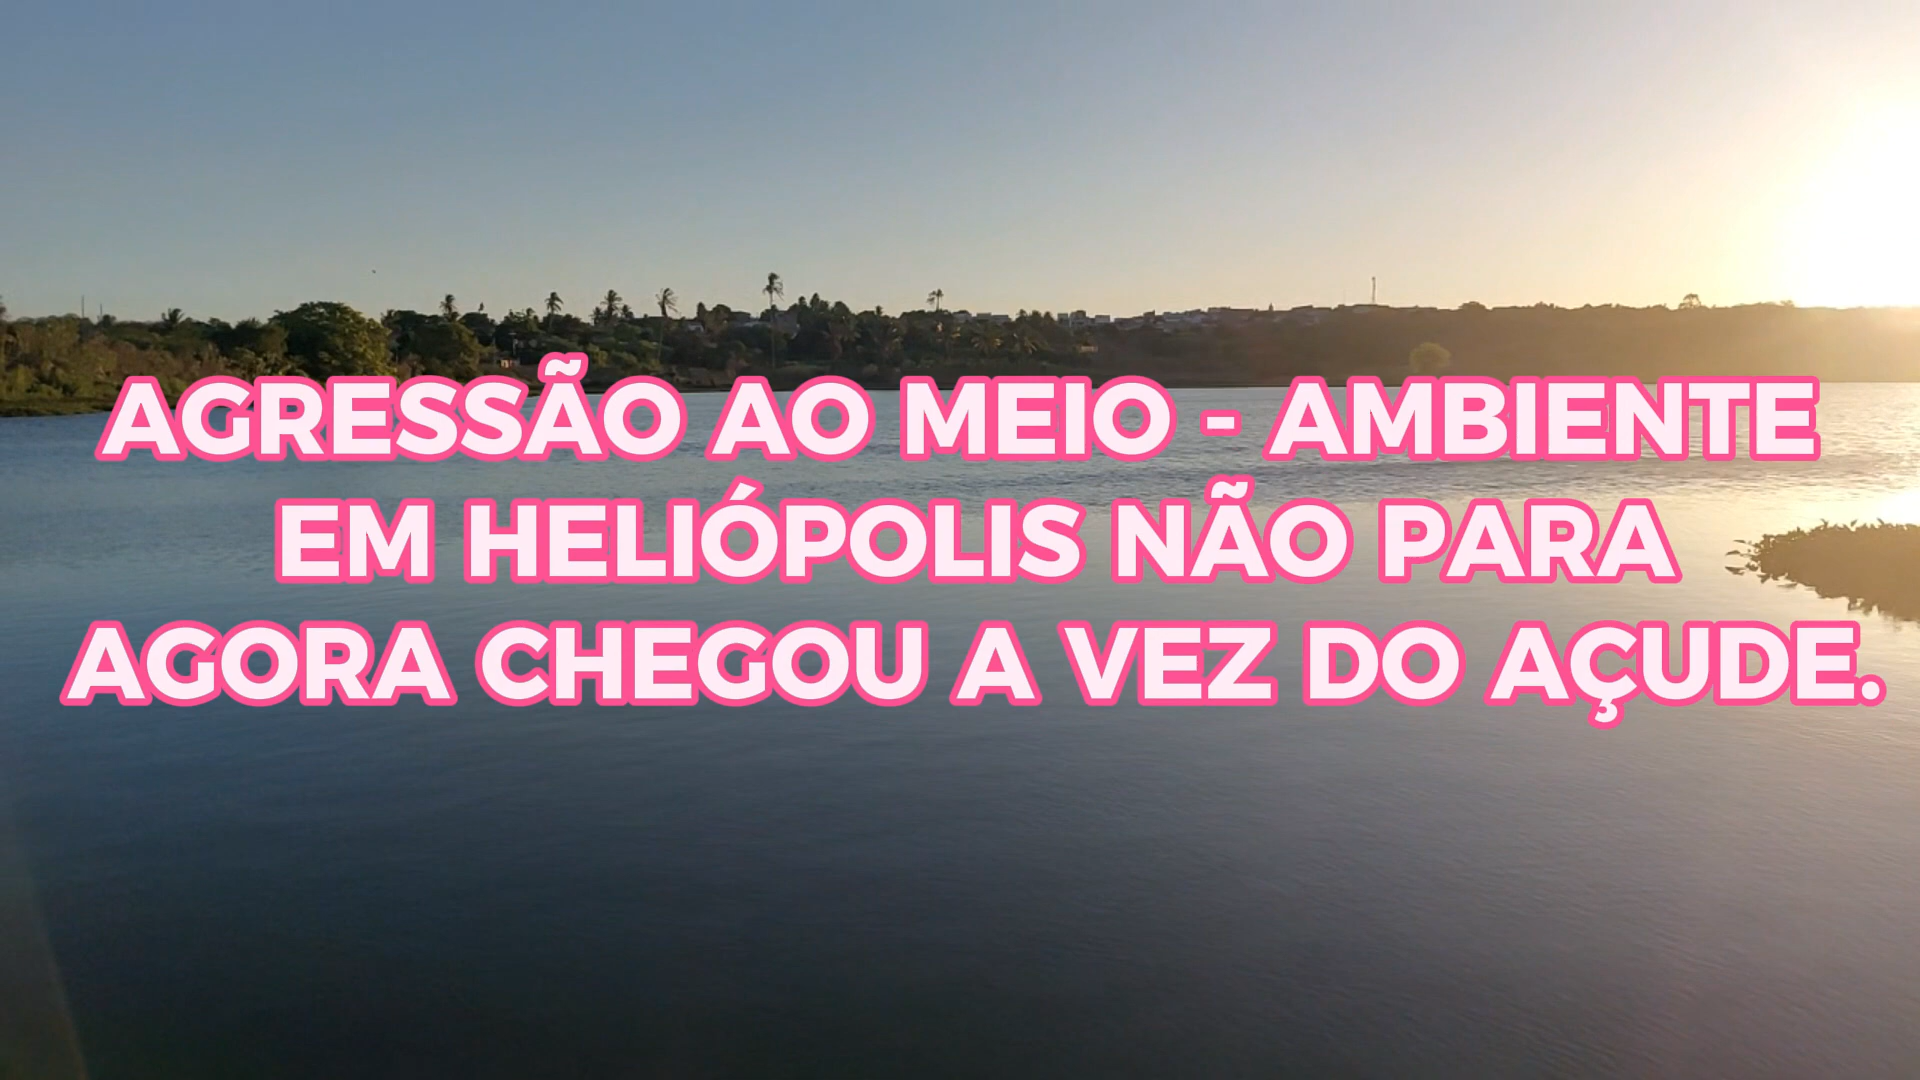 AGRESSÃO AO MEIO - AMBIENTE
EM HELIÓPOLIS NÃO PARA
AGORA CHEGOU A VEZ DO AÇUDE.